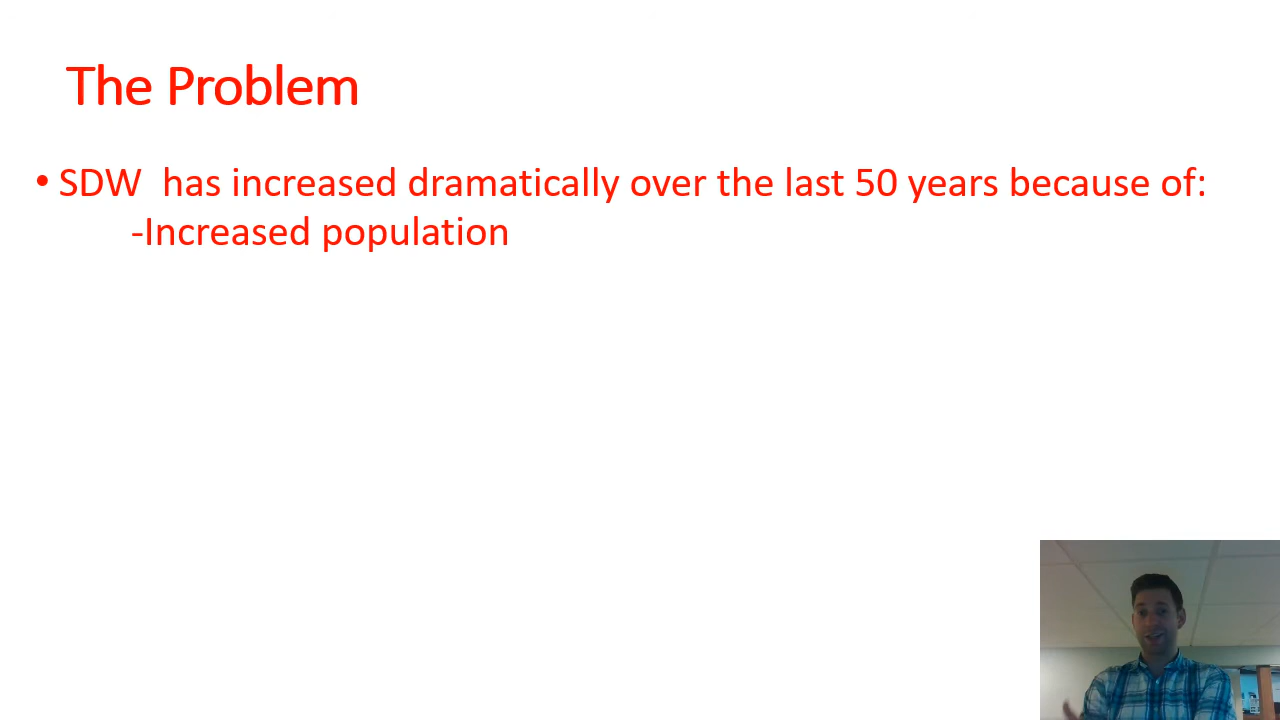 The Problem
• SDW  has increased dramatically over the last 50 years because of:
-Increased population